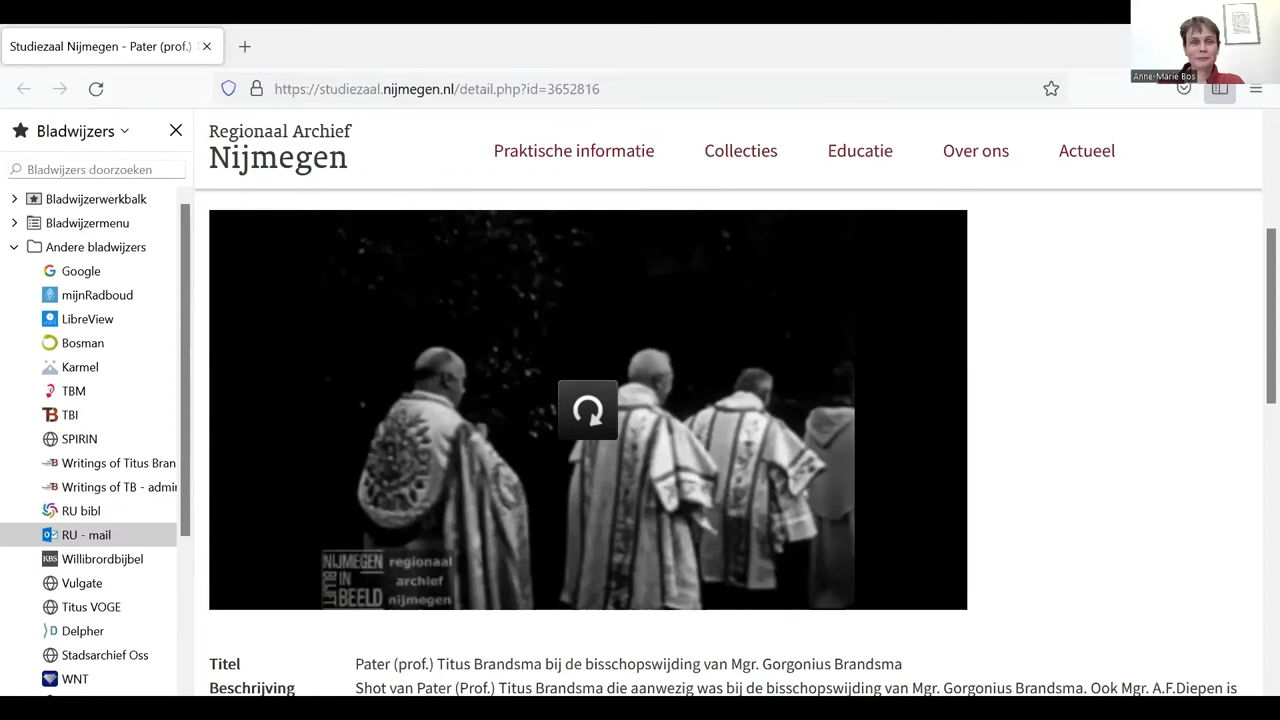 Studiezaal Nijmegen - Pater (prof.)
Anne-Marie Bos
https://studiezaal.nijmegen.nl/detail.php?id=3652816
Bladwijzers
Bladwijzers doorzoeken
Bladwijzerwerkbalk
Bladwijzermenu
Andere bladwijzers
Google
mijnRadboud
LibreView
Bosman
Karmel
TBM
TBI
SPIRIN
Writings of Titus Bran
Writings of TB - admi
RU bibl
RU - mail
KBS Willibrordbijbel
Vulgate
Titus VOGE
Delpher
Stadsarchief Oss
WNT
Regionaal Archief
Nijmegen
Praktische informatie Collecties Educatie Over ons Actueel
NIJMEGEN
BLIJFT IN
BEELD
regionaal
archief
nijmegen
Titel Pater (prof.) Titus Brandsma bij de bisschopswijding van Mgr. Gorgonius Brandsma
Beschrijving Shot van Pater (Prof.) Titus Brandsma die aanwezig was bij de bisschopswijding van Mgr. Gorgonius Brandsma. Ook Mgr. A.F.Diepen is